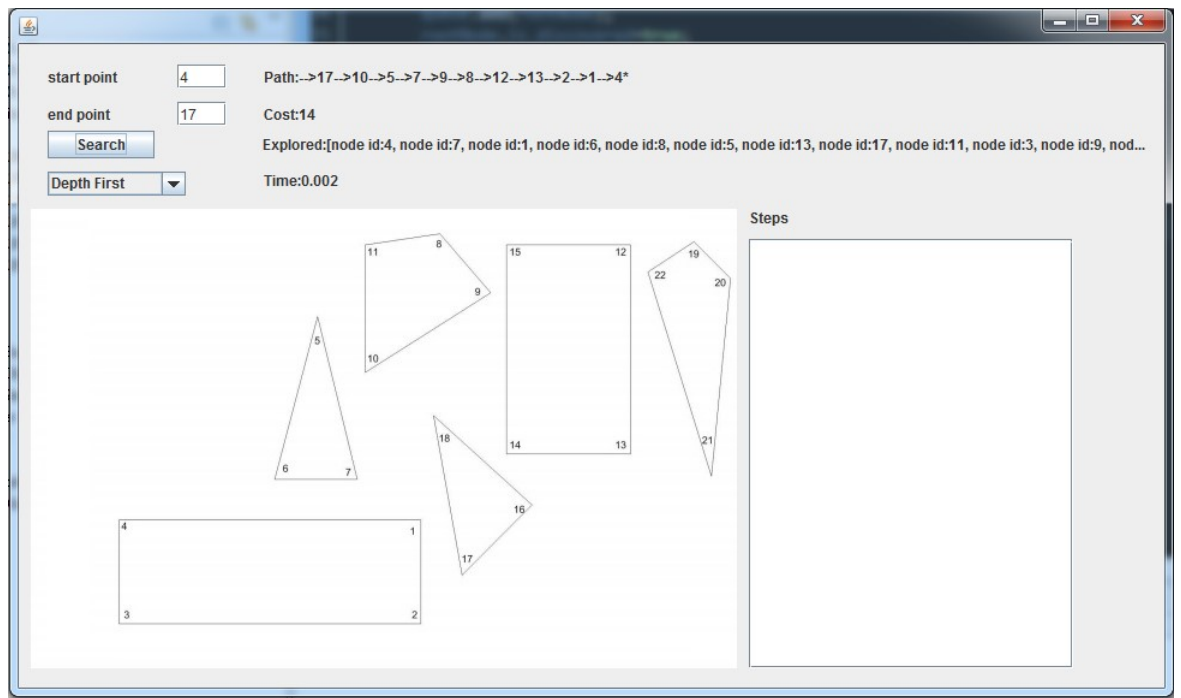 start point 4 Path:-->17-->10-->5-->7-->9-->8-->12-->13-->2-->1-->4*
end point 17 Cost:14
Search Explored:[node id:4, node id:7, node id:1, node id:6, node id:8, node id:5, node id:13, node id:17, node id:11, node id:3, node id:9, nod...
Depth First Time:0.002
Steps
11 8 15 12 19
22 20
9
5
10
18 14 13 21
6 7
16
4 1
17
3 2